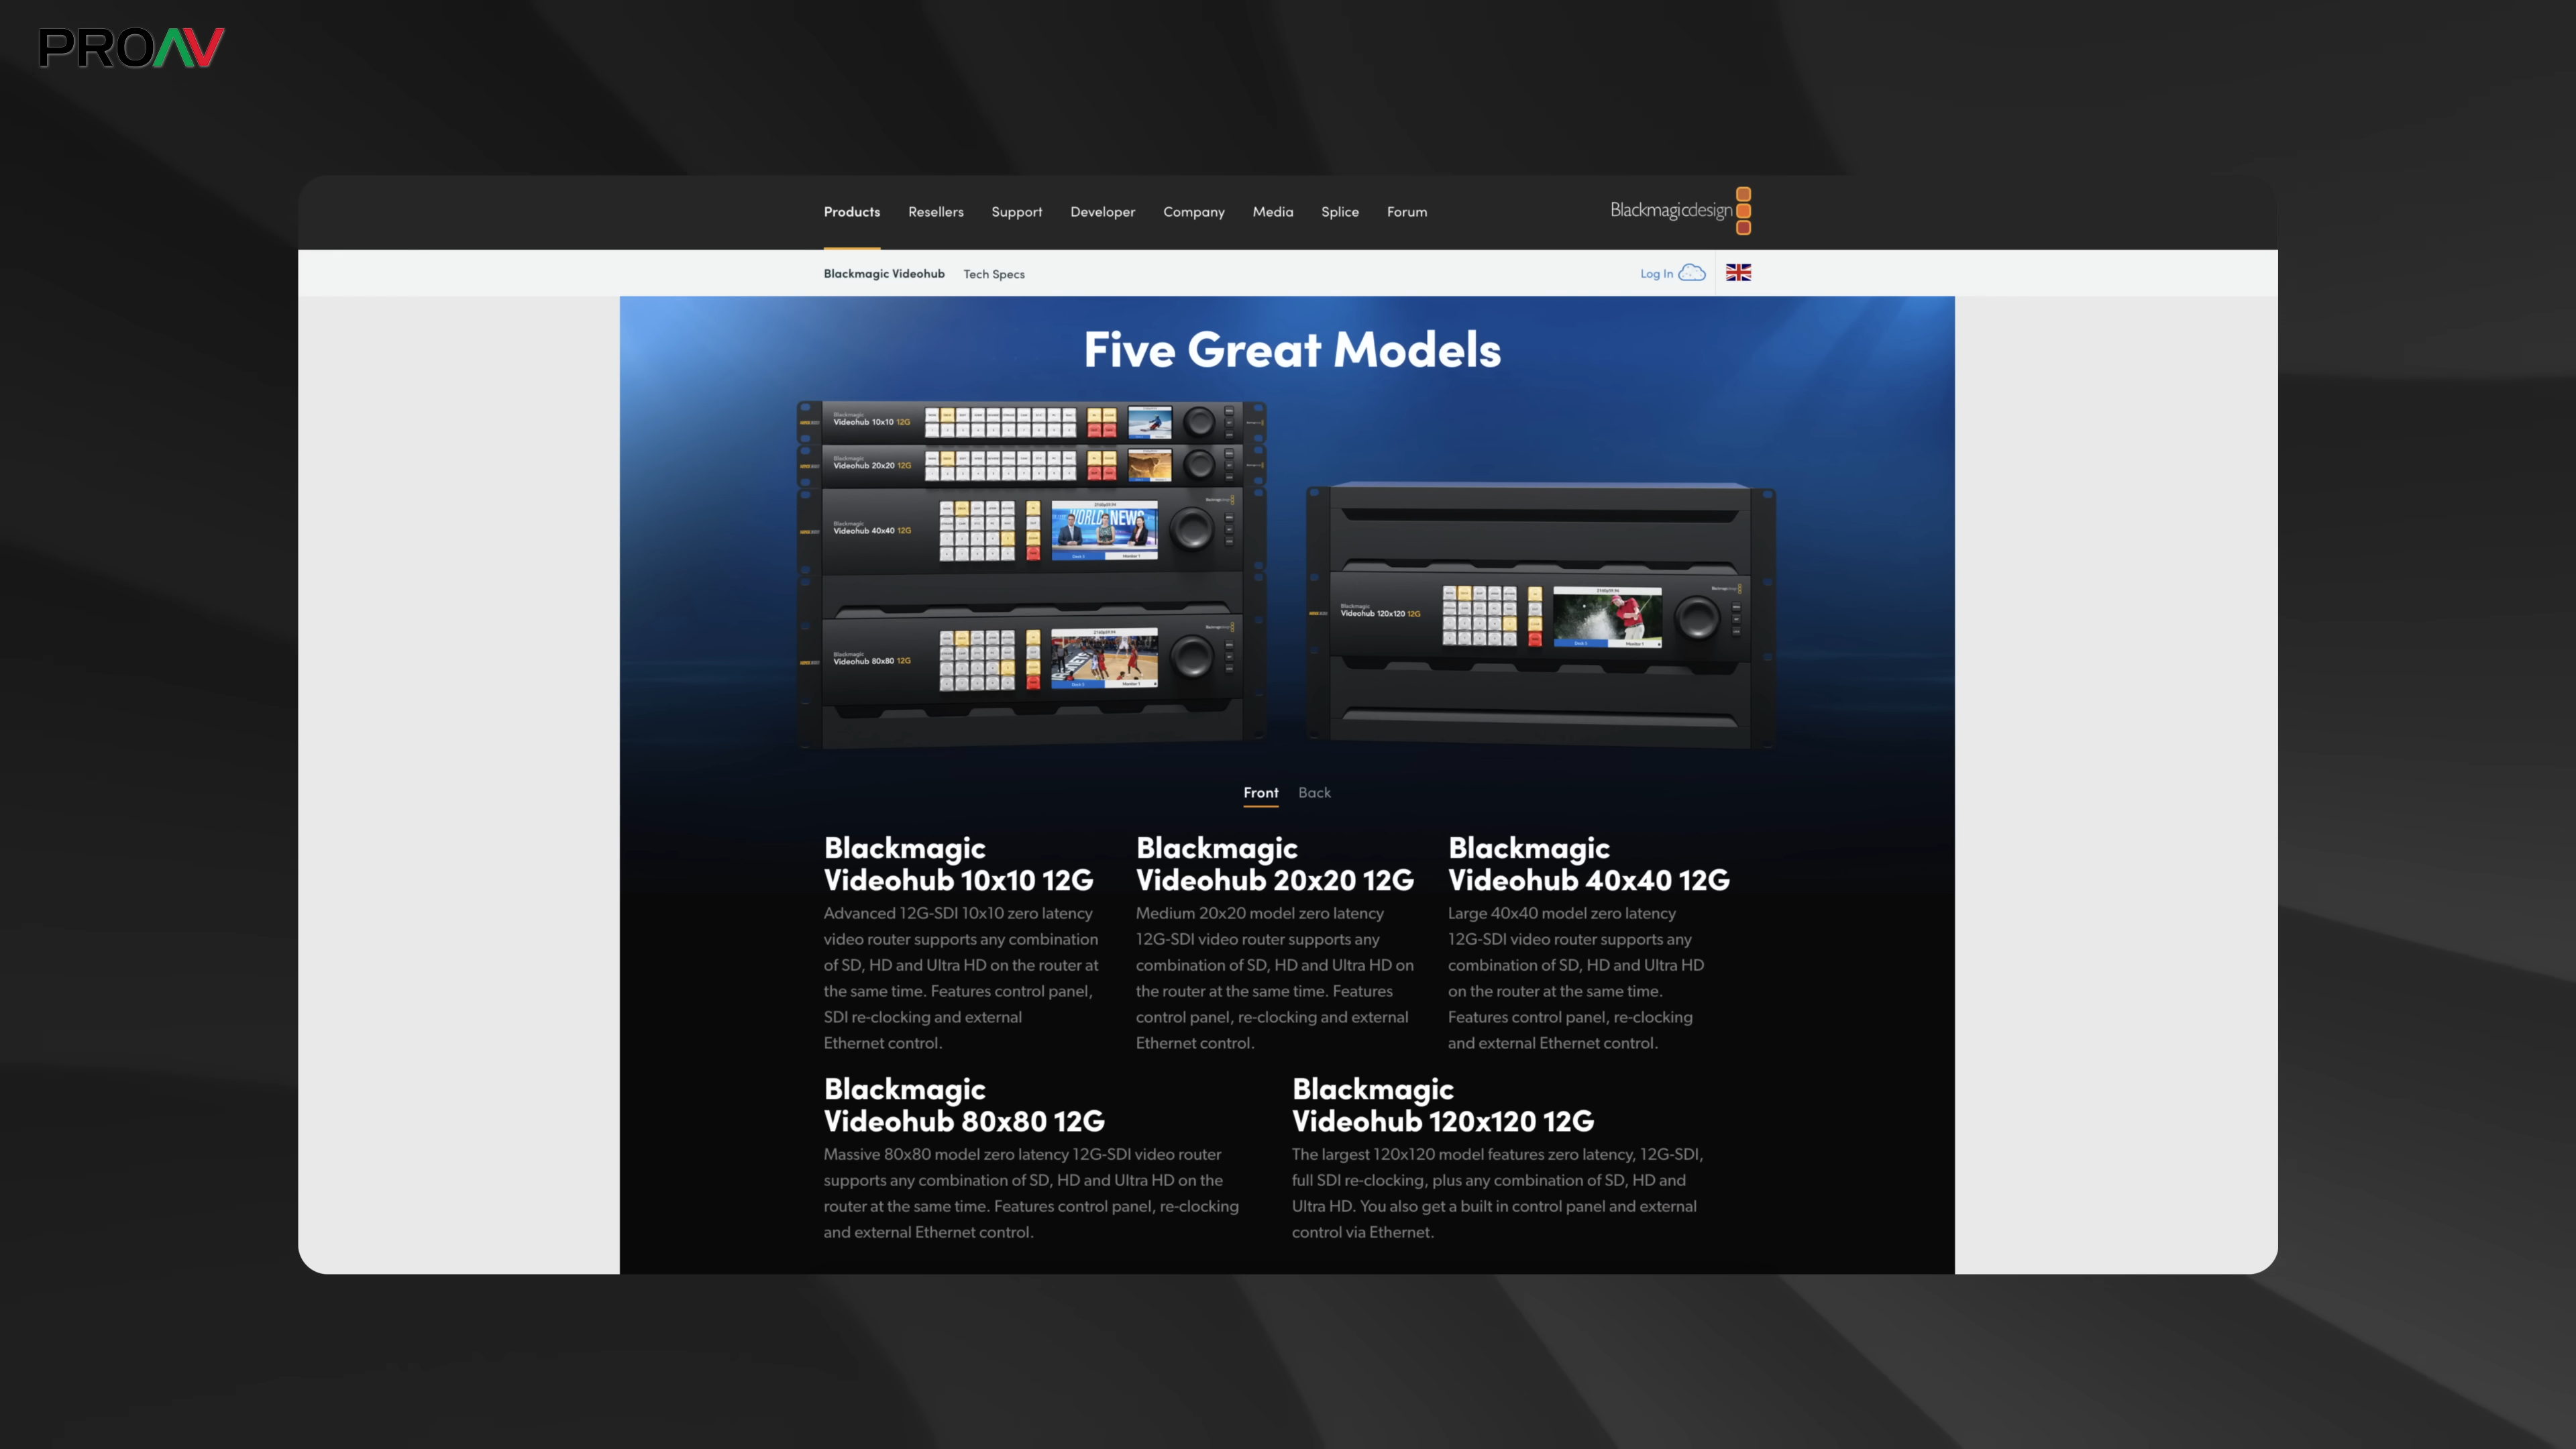 PROAV
Products Resellers Support Developer Company Media Splice Forum
Blackmagicdesign
Blackmagic Videohub Tech Specs
Log In
Five Great Models
Blackmagic
Videohub 10x10 12G
Blackmagic
Videohub 20x20 12G
Blackmagic
Videohub 40x40 12G
WORLD NEWS
Blackmagic
Videohub 80x80 12G
Blackmagic
Videohub 120x120 12G
Front Back
Blackmagic
Videohub 10x10 12G
Advanced 12G-SDI 10x10 zero latency
video router supports any combination
of SD, HD and Ultra HD on the router at
the same time. Features control panel,
SDI re-clocking and external
Ethernet control.
Blackmagic
Videohub 20x20 12G
Medium 20x20 model zero latency
12G-SDI video router supports any
combination of SD, HD and Ultra HD on
the router at the same time. Features
control panel, re-clocking and external
Ethernet control.
Blackmagic
Videohub 40x40 12G
Large 40x40 model zero latency
12G-SDI video router supports any
combination of SD, HD and Ultra HD
on the router at the same time.
Features control panel, re-clocking
and external Ethernet control.
Blackmagic
Videohub 80x80 12G
Massive 80x80 model zero latency 12G-SDI video router
supports any combination of SD, HD and Ultra HD on the
router at the same time. Features control panel, re-clocking
and external Ethernet control.
Blackmagic
Videohub 120x120 12G
The largest 120x120 model features zero latency, 12G-SDI,
full SDI re-clocking, plus any combination of SD, HD and
Ultra HD. You also get a built in control panel and external
control via Ethernet.